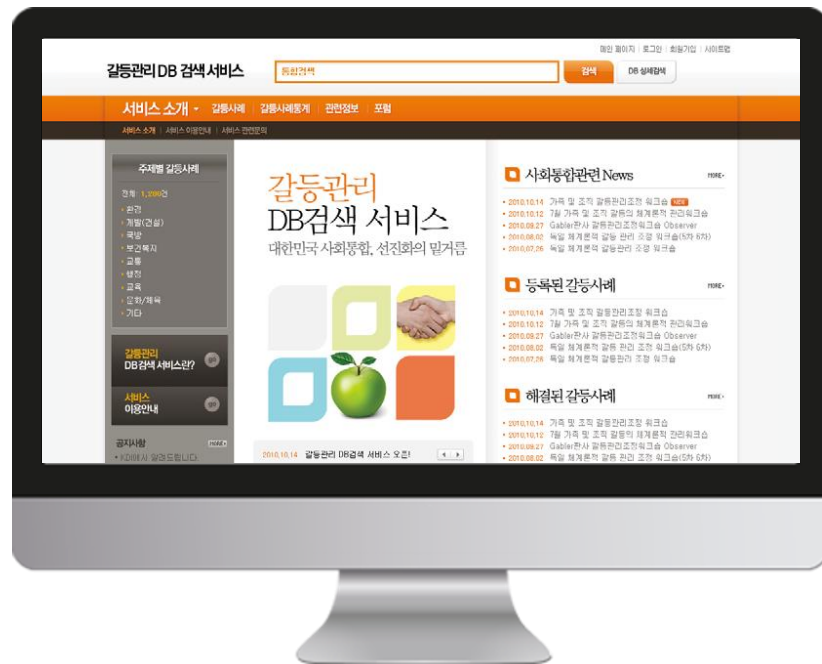 메인 페이지 | 로그인 | 회원가입 | 사이트맵
갈등관리 DB 검색 서비스
통합검색
검색
DB 상세검색
서비스 소개
갈등사례
갈등사례통계
관련정보
포럼
서비스 소개 | 서비스 이용안내 | 서비스 관련문의
주제별 갈등사례
전체: 1,200건
환경
개발(건설)
국방
보건복지
교통
행정
교육
문화/체육
기타
갈등관리
DB 검색 서비스란?
go
서비스
이용안내
go
공지사항
more
KDI에서 알려드립니다
갈등관리
DB검색 서비스
대한민국 사회통합, 선진화의 밑거름
2010.10.14 갈등관리 DB검색 서비스 오픈!
사회통합관련 News
MORE
2010.10.14 가족 및 조직 갈등관리조정 워크숍 NEW
2010.10.12 7월 가족 및 조직 갈등의 체계론적 관리워크숍
2010.09.27 Gabler판사 갈등관리조정워크숍 Observer
2010.08.02 독일 체계론적 갈등 관리 조정 워크숍(5차 6차)
2010.07.26 독일 체계론적 갈등관리 조정 워크숍
등록된 갈등사례
MORE
2010.10.14 가족 및 조직 갈등관리조정 워크숍
2010.10.12 7월 가족 및 조직 갈등의 체계론적 관리워크숍
2010.09.27 Gabler판사 갈등관리조정워크숍 Observer
2010.08.02 독일 체계론적 갈등 관리 조정 워크숍(5차 6차)
2010.07.26 독일 체계론적 갈등관리 조정 워크숍
해결된 갈등사례
MORE
2010.10.14 가족 및 조직 갈등관리조정 워크숍
2010.10.12 7월 가족 및 조직 갈등의 체계론적 관리워크숍
2010.09.27 Gabler판사 갈등관리조정워크숍 Observer
2010.08.02 독일 체계론적 갈등 관리 조정 워크숍(5차 6차)